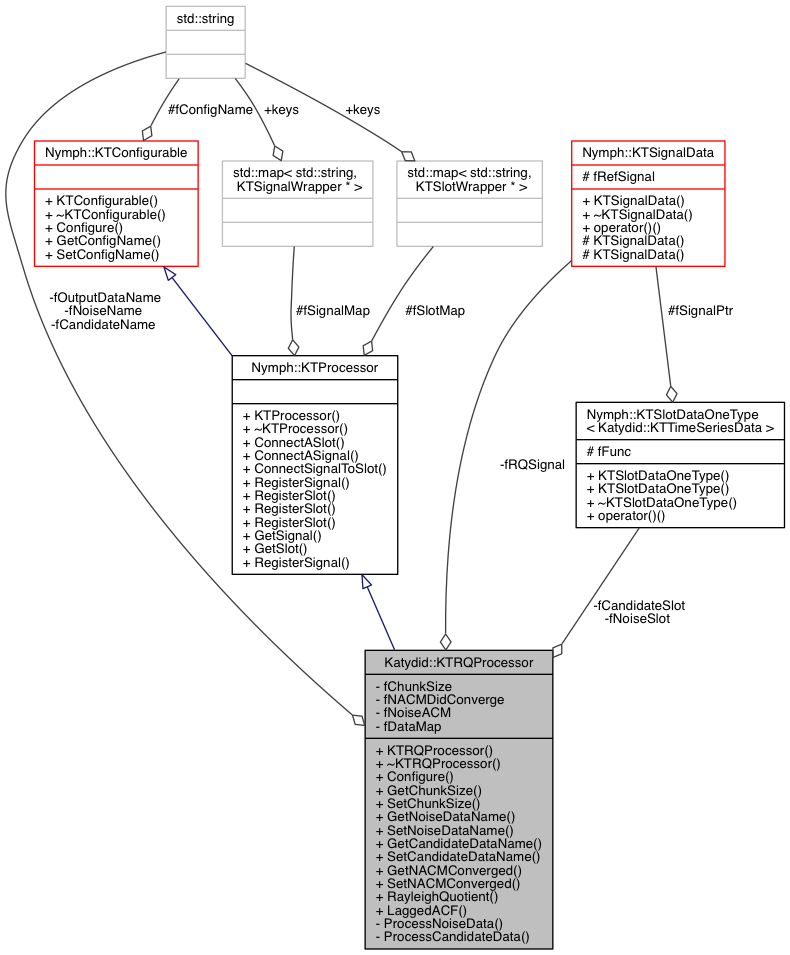 std::string
#fConfigName
+keys
+keys
Nymph::KTConfigurable
+ KTConfigurable()
+ ~KTConfigurable()
+ Configure()
+ GetConfigName()
+ SetConfigName()
std::map< std::string,
KTSignalWrapper * >
std::map< std::string,
KTSlotWrapper * >
Nymph::KTSignalData
# fRefSignal
+ KTSignalData()
+ ~KTSignalData()
+ operator()()
# KTSignalData()
# KTSignalData()
-fOutputDataName
-fNoiseName
-fCandidateName
#fSignalMap
#fSlotMap
#fSignalPtr
Nymph::KTProcessor
+ KTProcessor()
+ ~KTProcessor()
+ ConnectASlot()
+ ConnectASignal()
+ ConnectSignalToSlot()
+ RegisterSignal()
+ RegisterSlot()
+ RegisterSlot()
+ RegisterSlot()
+ GetSignal()
+ GetSlot()
+ RegisterSignal()
-fRQSignal
Nymph::KTSlotDataOneType
< Katydid::KTTimeSeriesData >
# fFunc
+ KTSlotDataOneType()
+ KTSlotDataOneType()
+ ~KTSlotDataOneType()
+ operator()()
-fCandidateSlot
-fNoiseSlot
Katydid::KTRQProcessor
- fChunkSize
- fNACMDidConverge
- fNoiseACM
- fDataMap
+ KTRQProcessor()
+ ~KTRQProcessor()
+ Configure()
+ GetChunkSize()
+ SetChunkSize()
+ GetNoiseDataName()
+ SetNoiseDataName()
+ GetCandidateDataName()
+ SetCandidateDataName()
+ GetNACMConverged()
+ SetNACMConverged()
+ RayleighQuotient()
+ LaggedACF()
- ProcessNoiseData()
- ProcessCandidateData()